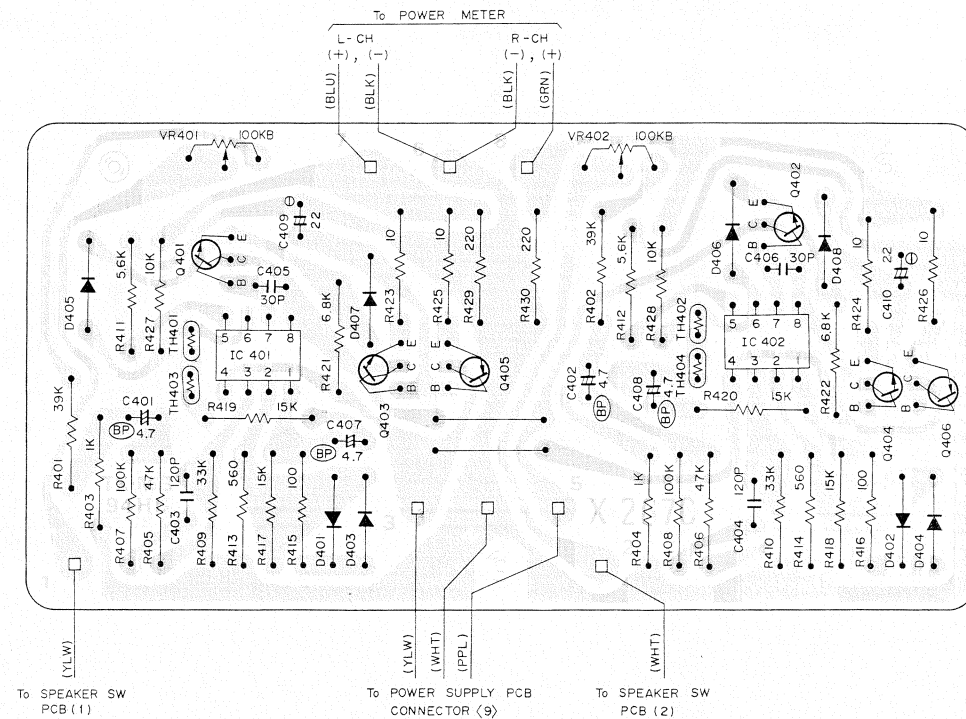 To POWER METER
L-CH R-CH
(+), (-) (-), (+)
(BLU) (BLK) (BLK) (GRN)
VR401 100KB
VR402 100KB
7 6 8
D405
5.6K R411
10K R427
TH401
TH403
Q401
E
C
B
C405
30P
C409 22
5 6 7 8
IC 401
4 3 2 1
6.8K R421
D407
10 R423
10 R425
220 R429
220 R430
E
C
B
Q403
E
C
B
Q405
39K R402
5.6K R412
10K R428
TH402
TH404
D406
E
C
B
Q402
C406 30P
D408
5 6 7 8
IC 402
4 3 2 1
6.8K R422
10 R424
22 C410
10 R426
E
C
B
Q404
E
C
B
Q406
39K R401
1K R403
C401
BP 4.7
R419 15K
C407
BP 4.7
C402 4.7
BP
C408 4.7
BP
R420 15K
100K R407
47K R405
120P C403
33K R409
560 R413
15K R417
100 R415
D401
D403
1K R404
100K R408
47K R406
120P C404
33K R410
560 R414
15K R418
100 R416
D402
D404
3
5
1
(YLW) (YLW) (WHT) (PPL) (WHT)
To SPEAKER SW
PCB (1)
To POWER SUPPLY PCB
CONNECTOR 〈9〉
To SPEAKER SW
PCB (2)